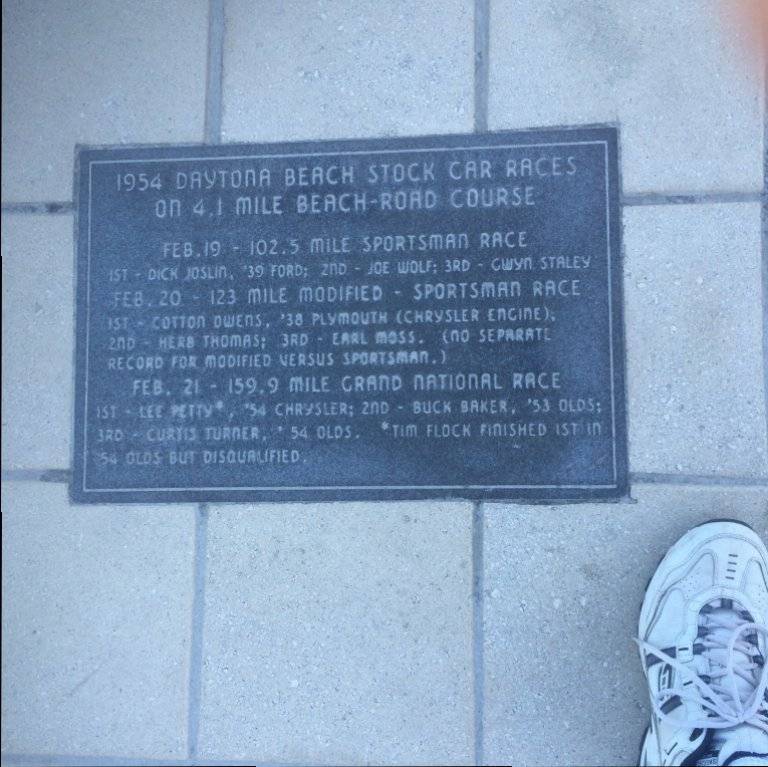 1954 DAYTONA BEACH STOCK CAR RACES
ON 4.1 MILE BEACH-ROAD COURSE
FEB.19 - 102.5 MILE SPORTSMAN RACE
1ST - DICK JOSLIN, '39 FORD; 2ND - JOE WOLF; 3RD - GWYN STALEY
FEB. 20 - 123 MILE MODIFIED - SPORTSMAN RACE
1ST - COTTON OWENS, '38 PLYMOUTH (CHRYSLER ENGINE);
2ND - HERB THOMAS; 3RD - EARL MOSS. (NO SEPARATE
RECORD FOR MODIFIED VERSUS SPORTSMAN.)
FEB. 21 - 159.9 MILE GRAND NATIONAL RACE
1ST - LEE PETTY*, '54 CHRYSLER; 2ND - BUCK BAKER, '53 OLDS;
3RD - CURTIS TURNER, ' 54 OLDS. *TIM FLOCK FINISHED 1ST IN
'54 OLDS BUT DISQUALIFIED.